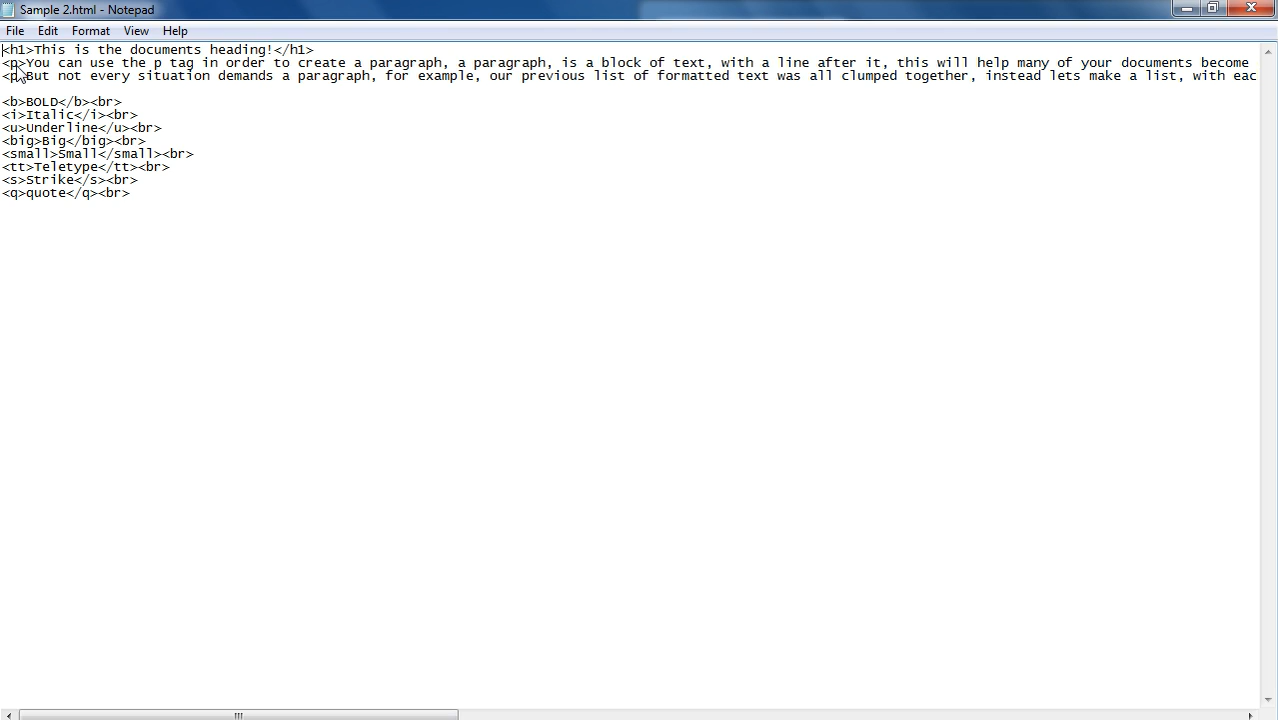 Sample 2.html - Notepad
File Edit Format View Help
<h1>This is the documents heading!</h1>
<p>You can use the p tag in order to create a paragraph, a paragraph, is a block of text, with a line after it, this will help many of your documents become
<p>But not every situation demands a paragraph, for example, our previous list of formatted text was all clumped together, instead lets make a list, with eac
<b>BOLD</b><br>
<i>Italic</i><br>
<u>Underline</u><br>
<big>Big</big><br>
<small>Small</small><br>
<tt>Teletype</tt><br>
<s>Strike</s><br>
<q>quote</q><br>